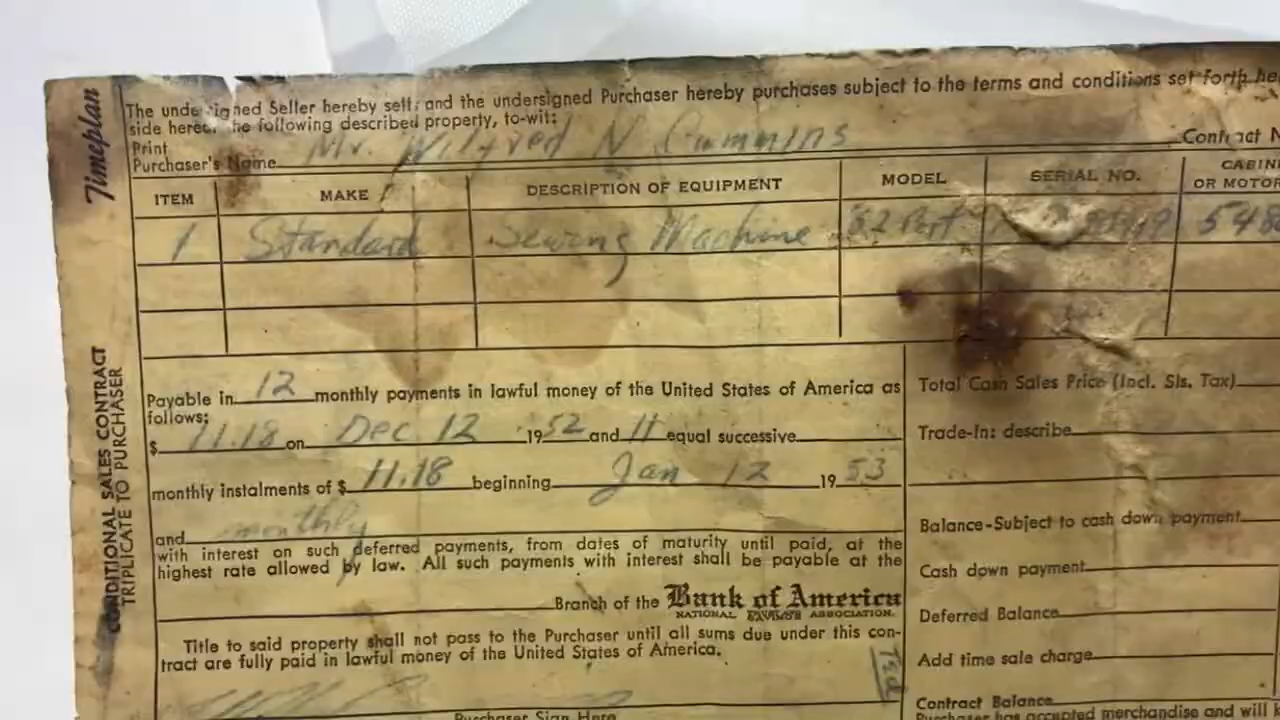 Timeplan
CONDITIONAL SALES CONTRACT
TRIPLICATE TO PURCHASER
The undersigned Seller hereby sells and the undersigned Purchaser hereby purchases subject to the terms and conditions set forth he
side here the following described property, to-wit:
Print
Purchaser's Name Mr. Wilfred N Cummins Contract N
ITEM MAKE DESCRIPTION OF EQUIPMENT MODEL SERIAL NO. CABIN
OR MOTOR
1 Standard Sewing Machine 82 Port 548
Payable in 12 monthly payments in lawful money of the United States of America as
follows:
$ 11.18 on Dec 12 1952 and 11 equal successive
monthly instalments of $ 11.18 beginning Jan 12 1953
and monthly
with interest on such deferred payments, from dates of maturity until paid, at the
highest rate allowed by law. All such payments with interest shall be payable at the
Branch of the Bank of America
NATIONAL SAVINGS ASSOCIATION.
Title to said property shall not pass to the Purchaser until all sums due under this con-
tract are fully paid in lawful money of the United States of America.
Purchaser Sign Here
Total Cash Sales Price (Incl. Sls. Tax)
Trade-In: describe
Balance-Subject to cash down payment
Cash down payment
Deferred Balance
Add time sale charge
Contract Balance
Purchaser has accepted merchandise and will k